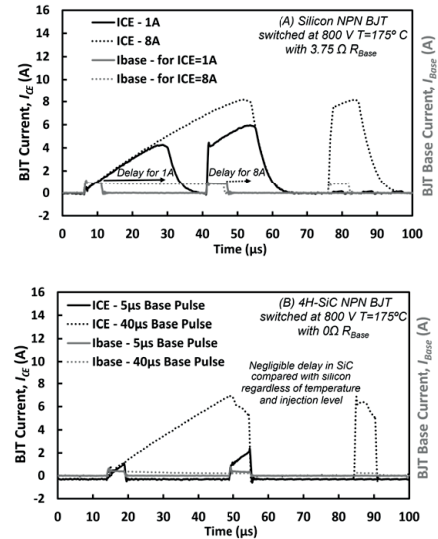 BJT Current, ICE (A)
16
14
12
10
8
6
4
2
0
-2
ICE - 1A
ICE - 8A
Ibase - for ICE=1A
Ibase - for ICE=8A
(A) Silicon NPN BJT
switched at 800 V T=175º C
with 3.75 Ω RBase
Delay for 1A
Delay for 8A
BJT Base Current, IBase (A)
0 10 20 30 40 50 60 70 80 90 100
Time (µs)
BJT Current, ICE (A)
16
14
12
10
8
6
4
2
0
-2
ICE - 5µs Base Pulse
ICE - 40µs Base Pulse
Ibase - 5µs Base Pulse
Ibase - 40µs Base Pulse
(B) 4H-SiC NPN BJT
switched at 800 V T=175ºC
with 0Ω RBase
Negligible delay in SiC
compared with silicon
regardless of temperature
and injection level
BJT Base Current, IBase (A)
0 10 20 30 40 50 60 70 80 90 100
Time (µs)